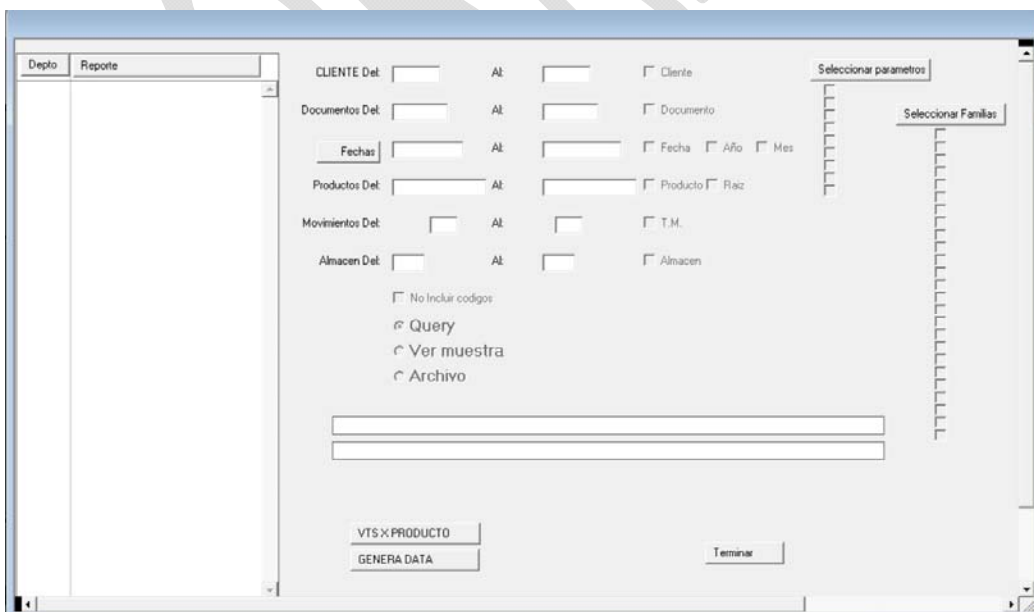 Depto Reporte
CLIENTE Del: Al: Cliente Seleccionar parametros
Documentos Del: Al: Documento Seleccionar Familias
Fechas Al: Fecha Año Mes
Productos Del: Al: Producto Raiz
Movimientos Del: Al: T.M.
Almacen Del: Al: Almacen
No Incluir codigos
Query
Ver muestra
Archivo
VTS X PRODUCTO
GENERA DATA
Terminar